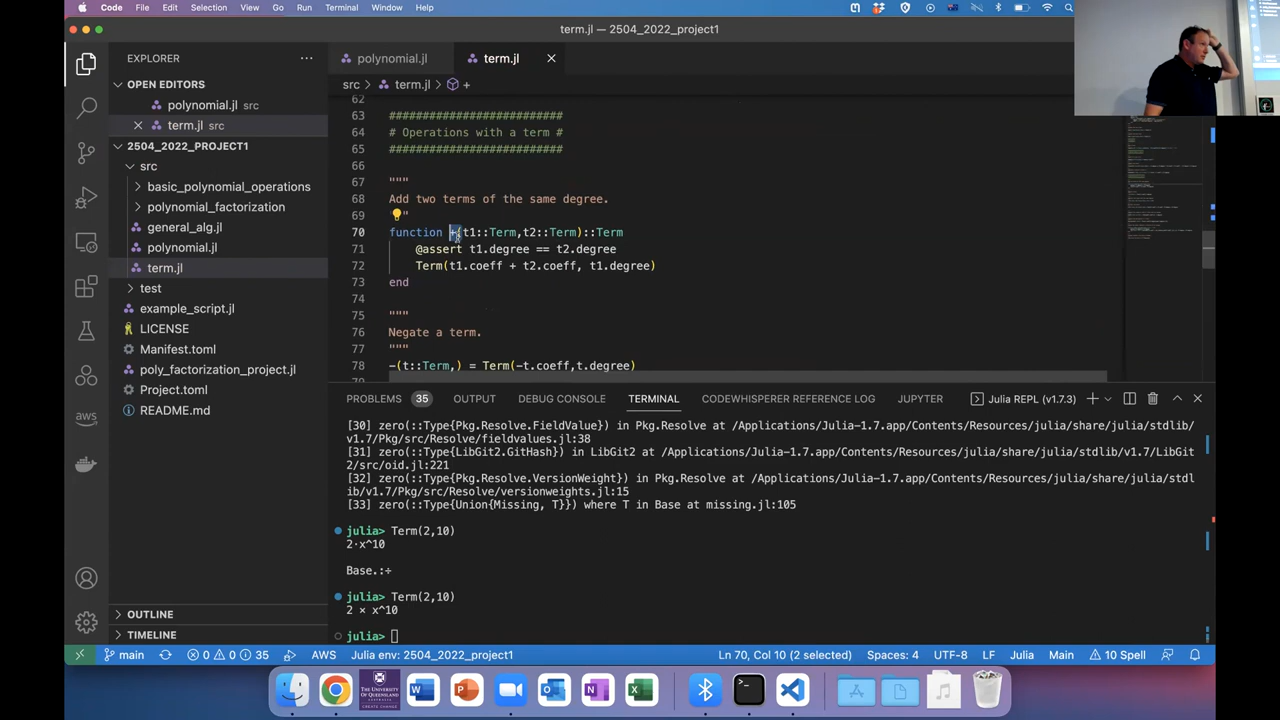 Code File Edit Selection View Go Run Terminal Window Help
term.jl — 2504_2022_project1
EXPLORER
OPEN EDITORS
polynomial.jl src
term.jl src
2504_2022_PROJECT1
src
basic_polynomial_operations
polynomial_factorization
general_alg.jl
polynomial.jl
term.jl
test
example_script.jl
LICENSE
Manifest.toml
poly_factorization_project.jl
Project.toml
README.md
OUTLINE
TIMELINE
polynomial.jl term.jl
src > term.jl > +
62
63 #########################
64 # Operations with a term #
65 #########################
66
67 """
68 Add two terms of the same degree.
69 """
70 function +(t1::Term,t2::Term)::Term
71 @assert t1.degree == t2.degree
72 Term(t1.coeff + t2.coeff, t1.degree)
73 end
74
75 """
76 Negate a term.
77 """
78 -(t::Term,) = Term(-t.coeff,t.degree)
PROBLEMS 35 OUTPUT DEBUG CONSOLE TERMINAL CODEWHISPERER REFERENCE LOG JUPYTER Julia REPL (v1.7.3)
[30] zero(::Type{Pkg.Resolve.FieldValue}) in Pkg.Resolve at /Applications/Julia-1.7.app/Contents/Resources/julia/share/julia/stdlib/
v1.7/Pkg/src/Resolve/fieldvalues.jl:38
[31] zero(::Type{LibGit2.GitHash}) in LibGit2 at /Applications/Julia-1.7.app/Contents/Resources/julia/share/julia/stdlib/v1.7/LibGit
2/src/oid.jl:221
[32] zero(::Type{Pkg.Resolve.VersionWeight}) in Pkg.Resolve at /Applications/Julia-1.7.app/Contents/Resources/julia/share/julia/stdl
ib/v1.7/Pkg/src/Resolve/versionweights.jl:15
[33] zero(::Type{Union{Missing, T}}) where T in Base at missing.jl:105
julia> Term(2,10)
2⋅x^10
Base.:÷
julia> Term(2,10)
2 × x^10
julia>
main 0 0 35 AWS Julia env: 2504_2022_project1 Ln 70, Col 10 (2 selected) Spaces: 4 UTF-8 LF Julia Main 10 Spell
THE UNIVERSITY OF QUEENSLAND